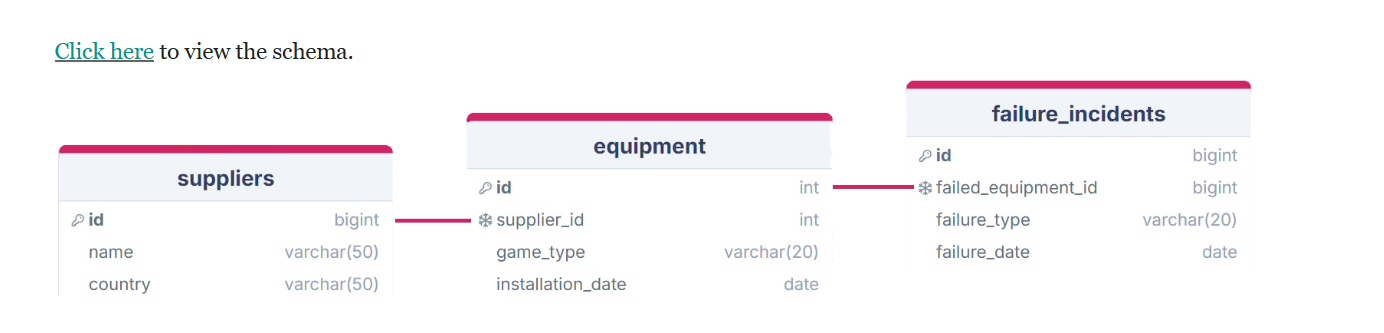 Click here to view the schema.
suppliers
id bigint
name varchar(50)
country varchar(50)
equipment
id int
supplier_id int
game_type varchar(20)
installation_date date
failure_incidents
id bigint
failed_equipment_id bigint
failure_type varchar(20)
failure_date date